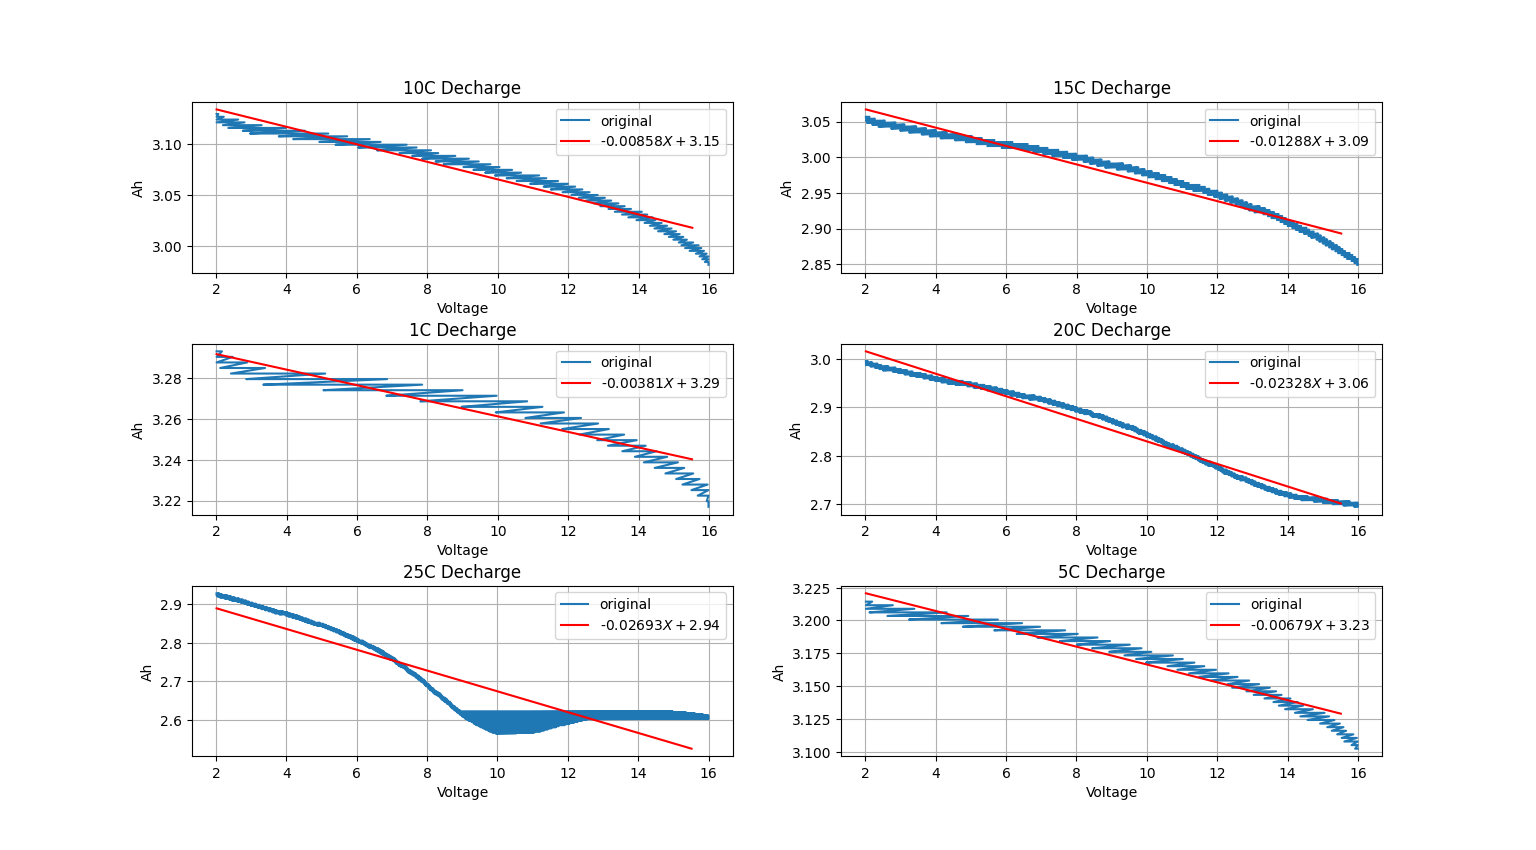 10C Decharge
original
-0.00858X + 3.15
3.10
3.05
3.00
Ah
2 4 6 8 10 12 14 16
Voltage
15C Decharge
original
-0.01288X + 3.09
3.05
3.00
2.95
2.90
2.85
Ah
2 4 6 8 10 12 14 16
Voltage
1C Decharge
original
-0.00381X + 3.29
3.28
3.26
3.24
3.22
Ah
2 4 6 8 10 12 14 16
Voltage
20C Decharge
original
-0.02328X + 3.06
3.0
2.9
2.8
2.7
Ah
2 4 6 8 10 12 14 16
Voltage
25C Decharge
original
-0.02693X + 2.94
2.9
2.8
2.7
2.6
Ah
2 4 6 8 10 12 14 16
Voltage
5C Decharge
original
-0.00679X + 3.23
3.225
3.200
3.175
3.150
3.125
3.100
Ah
2 4 6 8 10 12 14 16
Voltage